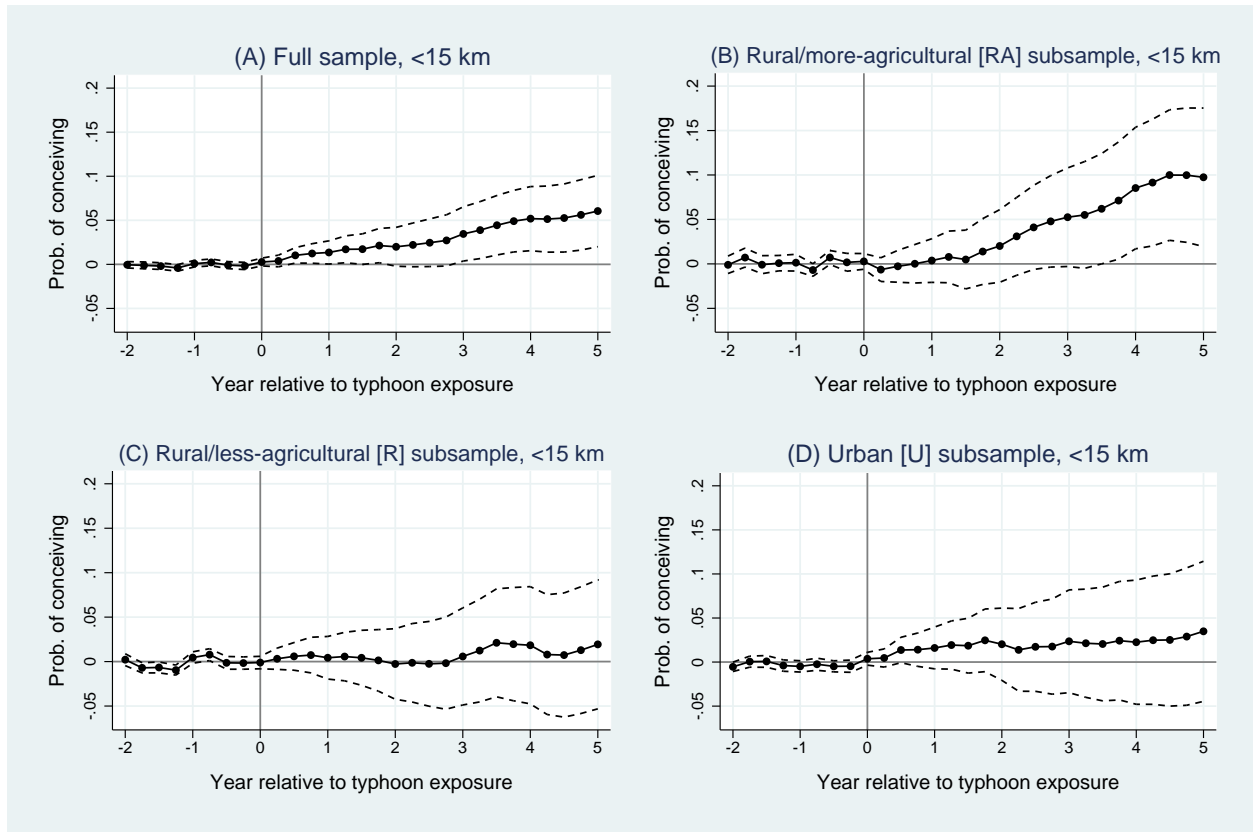 (A) Full sample, <15 km
Prob. of conceiving
.2
.15
.1
.05
0
-.05
-2 -1 0 1 2 3 4 5
Year relative to typhoon exposure
(B) Rural/more-agricultural [RA] subsample, <15 km
Prob. of conceiving
.2
.15
.1
.05
0
-.05
-2 -1 0 1 2 3 4 5
Year relative to typhoon exposure
(C) Rural/less-agricultural [R] subsample, <15 km
Prob. of conceiving
.2
.15
.1
.05
0
-.05
-2 -1 0 1 2 3 4 5
Year relative to typhoon exposure
(D) Urban [U] subsample, <15 km
Prob. of conceiving
.2
.15
.1
.05
0
-.05
-2 -1 0 1 2 3 4 5
Year relative to typhoon exposure